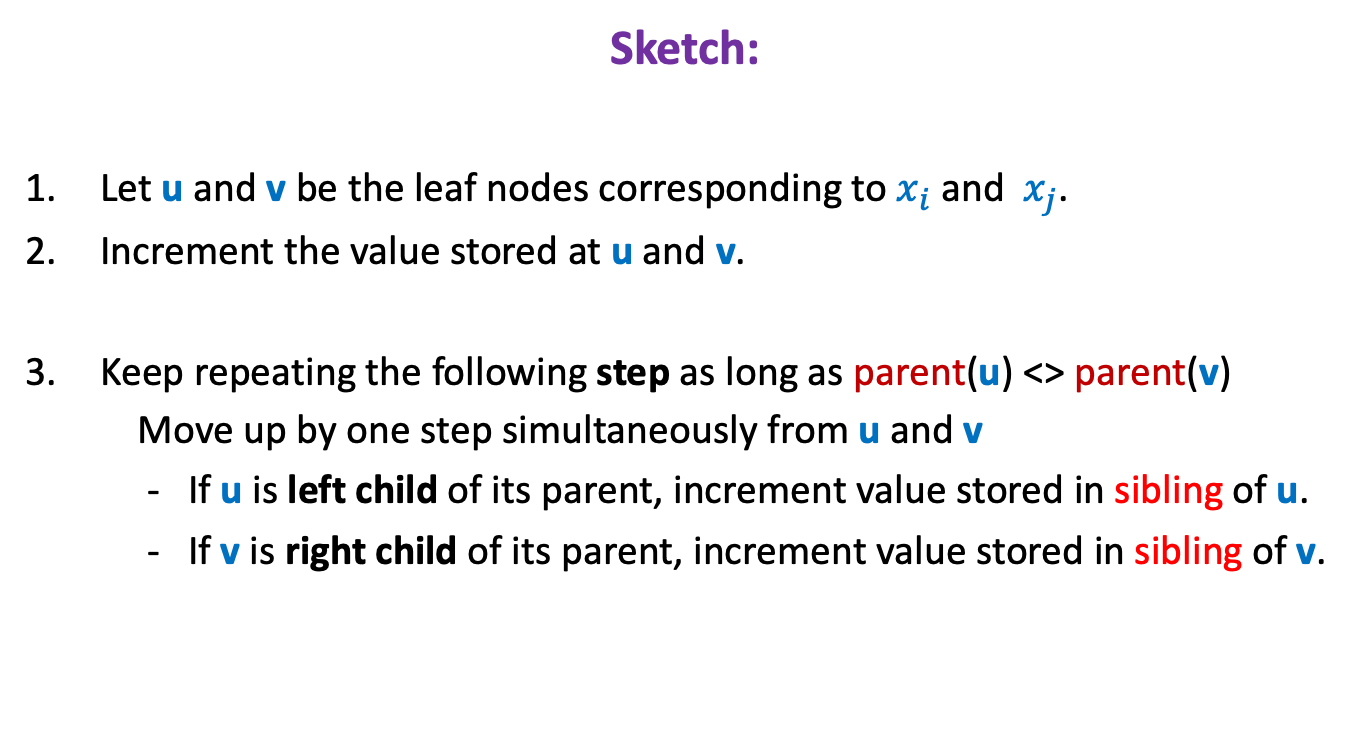 Sketch:
1. Let u and v be the leaf nodes corresponding to xᵢ and xⱼ.
2. Increment the value stored at u and v.
3. Keep repeating the following step as long as parent(u) <> parent(v)
Move up by one step simultaneously from u and v
- If u is left child of its parent, increment value stored in sibling of u.
- If v is right child of its parent, increment value stored in sibling of v.